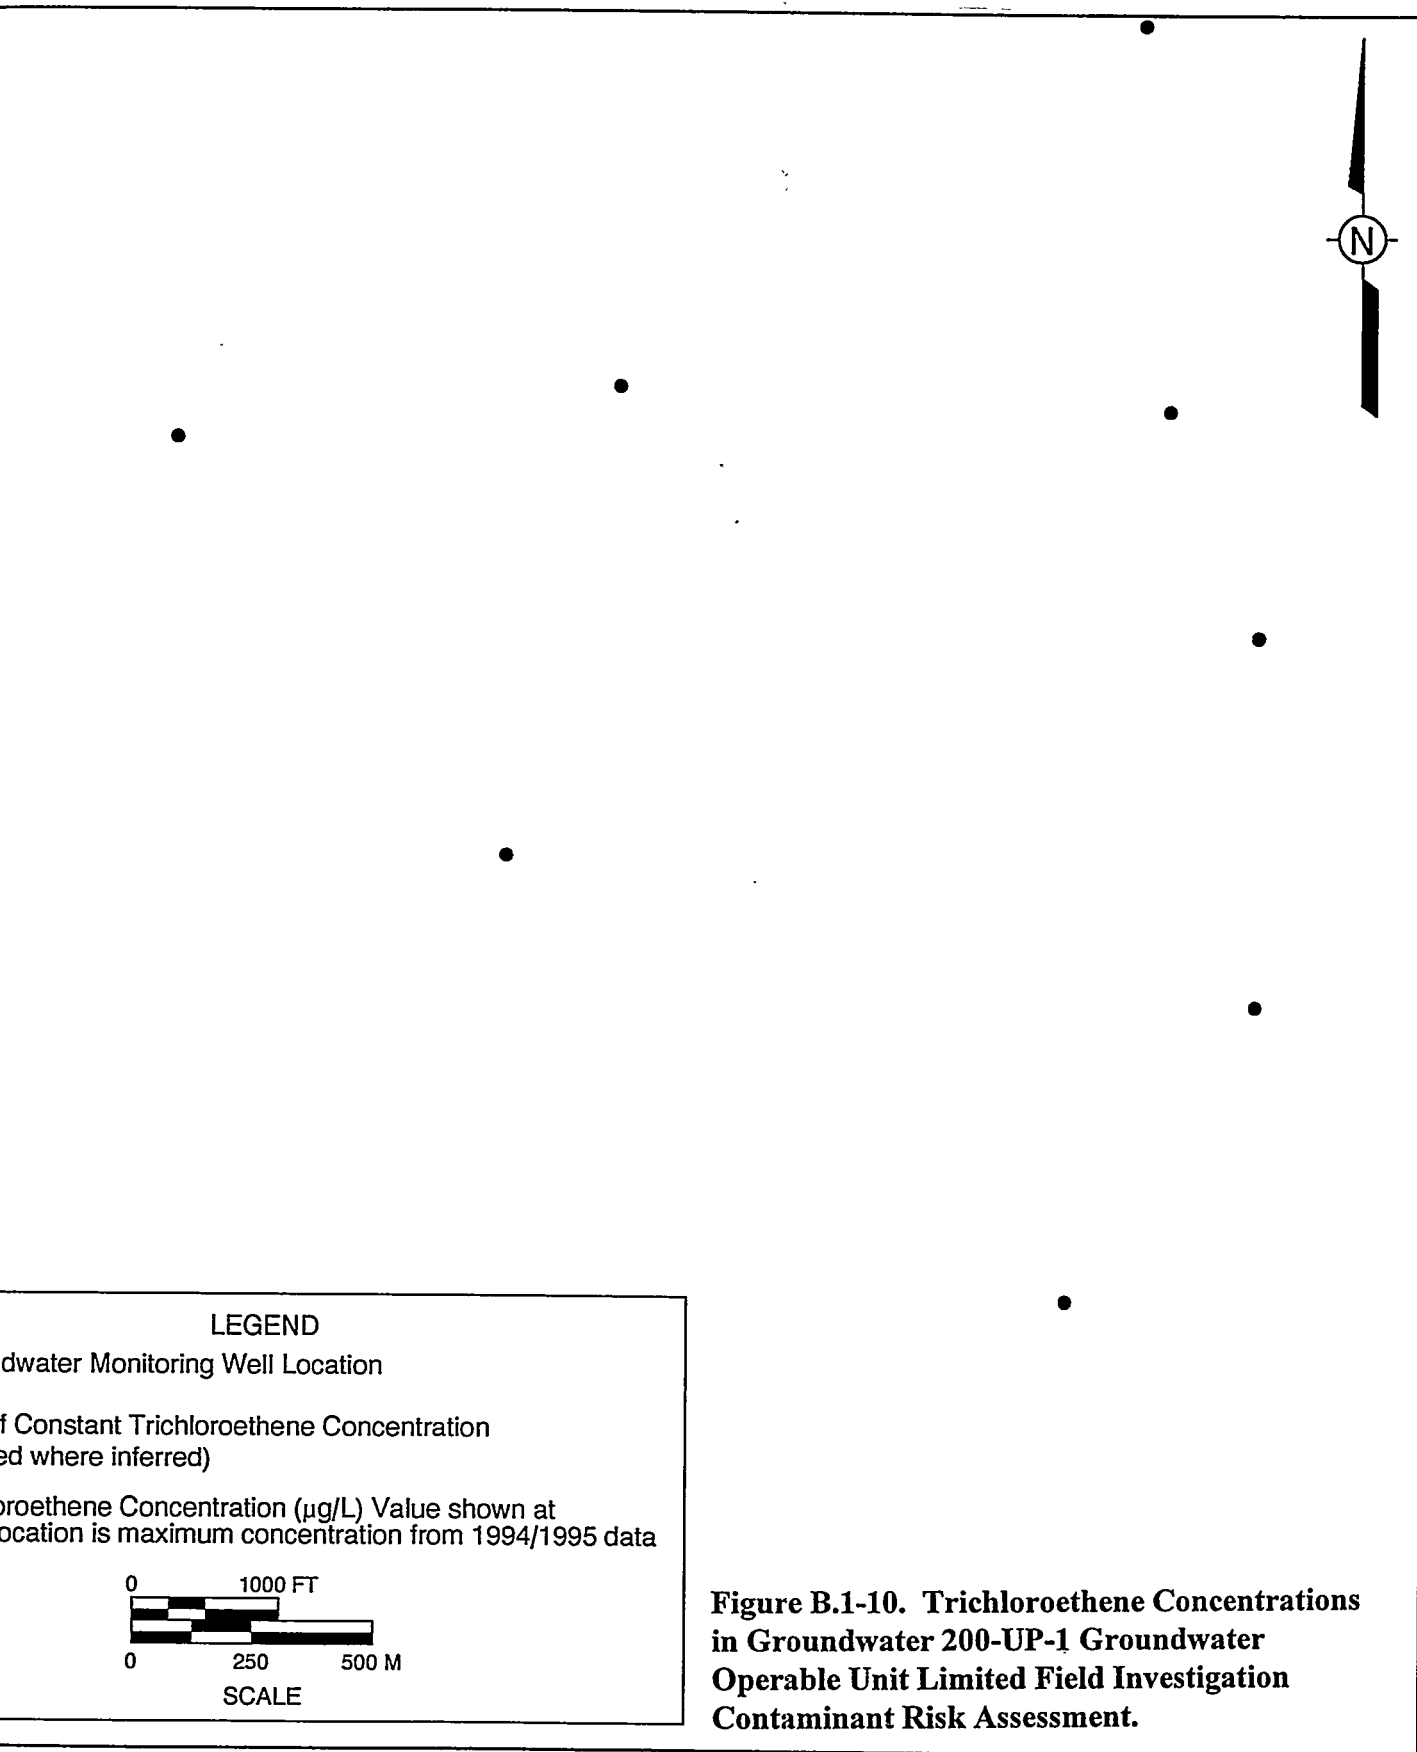 N
LEGEND
dwater Monitoring Well Location
f Constant Trichloroethene Concentration
ed where inferred)
oroethene Concentration (µg/L) Value shown at
ocation is maximum concentration from 1994/1995 data
0 1000 FT
0 250 500 M
SCALE
Figure B.1-10. Trichloroethene Concentrations
in Groundwater 200-UP-1 Groundwater
Operable Unit Limited Field Investigation
Contaminant Risk Assessment.